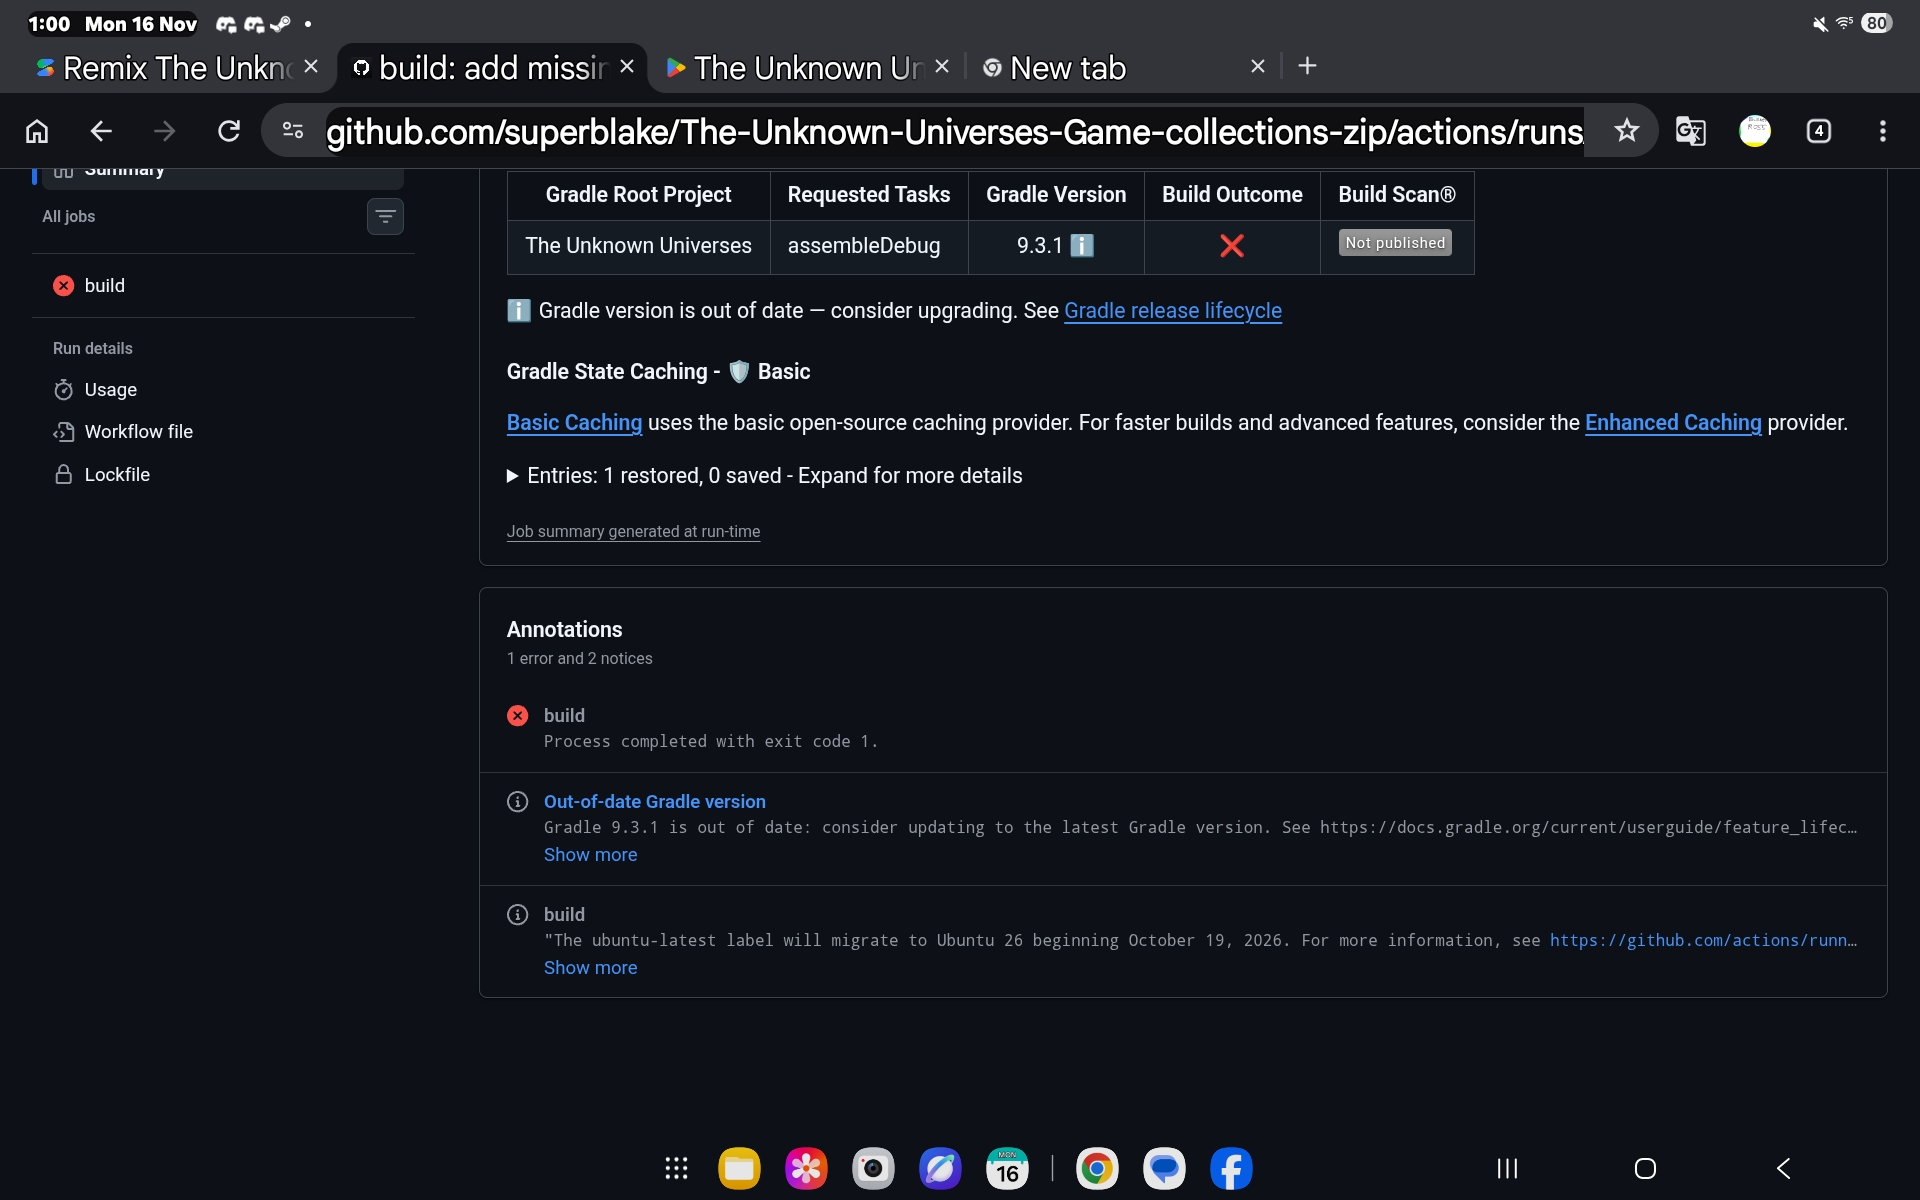 1:00 Mon 16 Nov
80
Remix The Unkno
build: add missin
The Unknown Un
New tab
github.com/superblake/The-Unknown-Universes-Game-collections-zip/actions/runs/
4
Summary
All jobs
build
Run details
Usage
Workflow file
Lockfile
Gradle Root Project Requested Tasks Gradle Version Build Outcome Build Scan®
The Unknown Universes assembleDebug 9.3.1 ℹ️ ❌ Not published
ℹ️ Gradle version is out of date — consider upgrading. See Gradle release lifecycle
Gradle State Caching - 🛡️ Basic
Basic Caching uses the basic open-source caching provider. For faster builds and advanced features, consider the Enhanced Caching provider.
▶ Entries: 1 restored, 0 saved - Expand for more details
Job summary generated at run-time
Annotations
1 error and 2 notices
build
Process completed with exit code 1.
Out-of-date Gradle version
Gradle 9.3.1 is out of date: consider updating to the latest Gradle version. See https://docs.gradle.org/current/userguide/feature_lifec…
Show more
build
"The ubuntu-latest label will migrate to Ubuntu 26 beginning October 19, 2026. For more information, see https://github.com/actions/runn…
Show more
MON
16